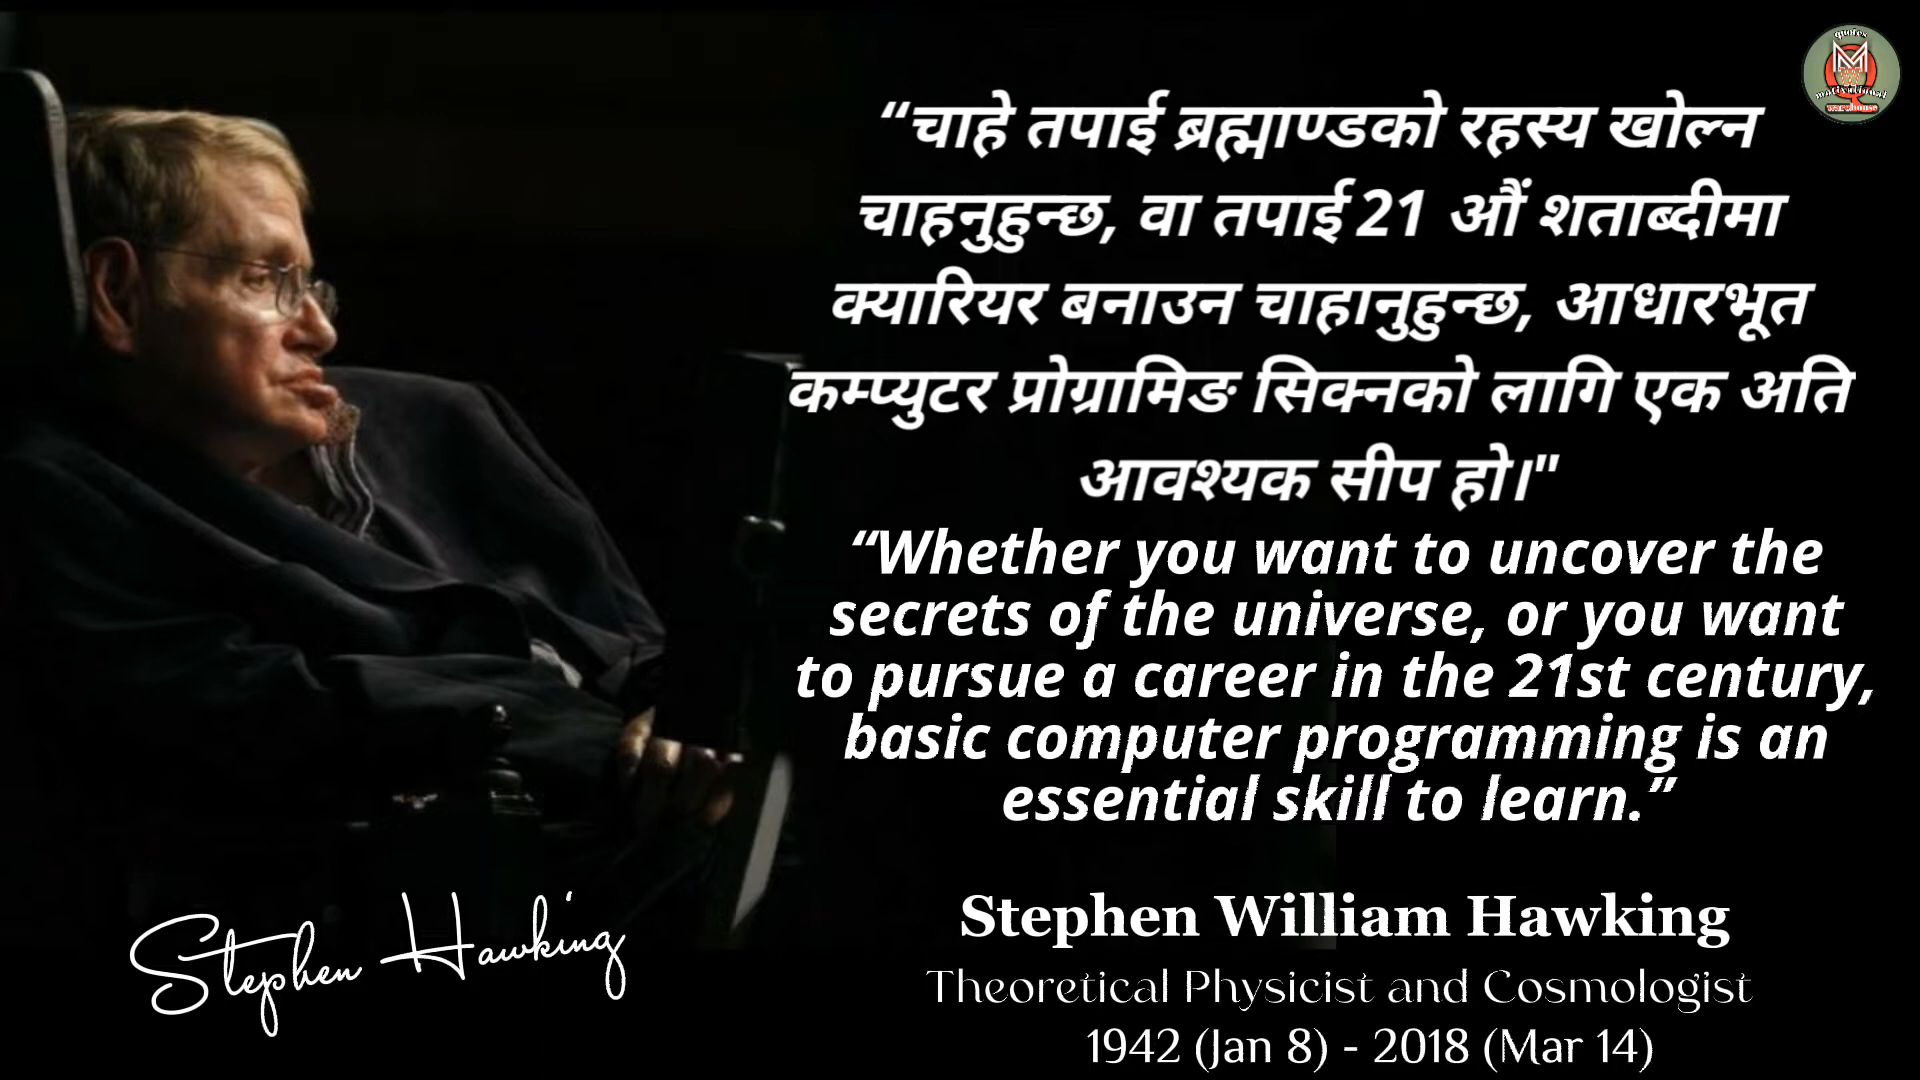 quotes
M
motivational
warehouse
“चाहे तपाई ब्रह्माण्डको रहस्य खोल्न
चाहनुहुन्छ, वा तपाई 21 औं शताब्दीमा
क्यारियर बनाउन चाहानुहुन्छ, आधारभूत
कम्प्युटर प्रोग्रामिङ सिक्नको लागि एक अति
आवश्यक सीप हो।"
“Whether you want to uncover the
secrets of the universe, or you want
to pursue a career in the 21st century,
basic computer programming is an
essential skill to learn.”
Stephen Hawking
Stephen William Hawking
Theoretical Physicist and Cosmologist
1942 (Jan 8) - 2018 (Mar 14)